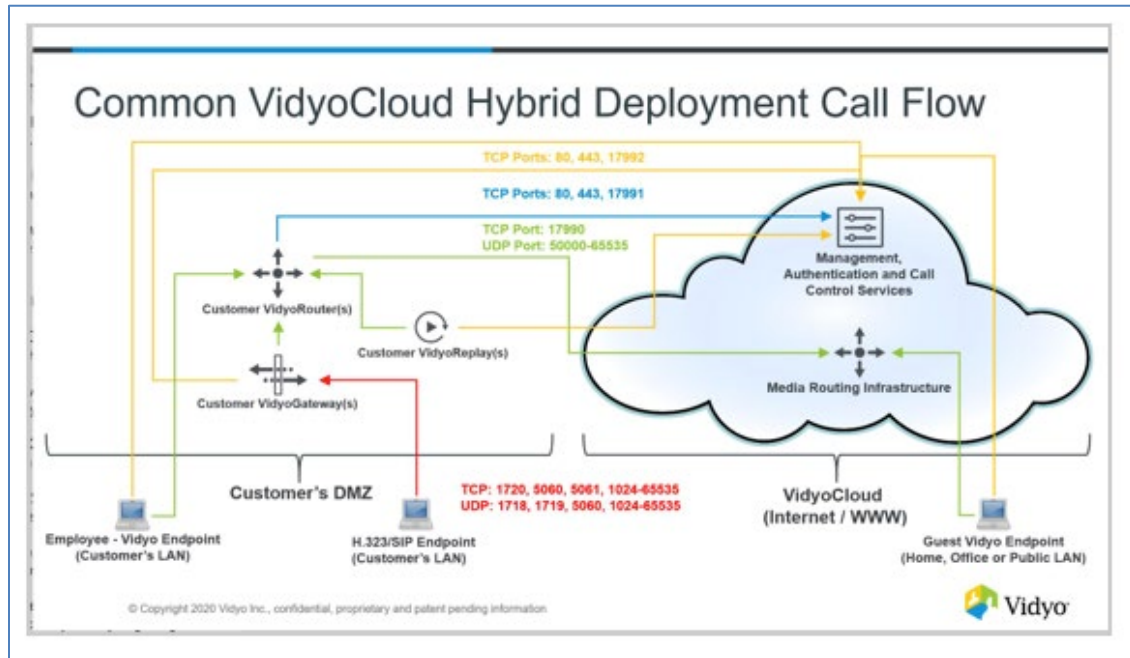 Common VidyoCloud Hybrid Deployment Call Flow
TCP Ports: 80, 443, 17992
TCP Ports: 80, 443, 17991
TCP Port: 17990
UDP Port: 50000-65535
Management,
Authentication and Call
Control Services
Customer VidyoRouter(s)
Customer VidyoReplay(s)
Media Routing Infrastructure
Customer VidyoGateway(s)
Customer's DMZ
TCP: 1720, 5060, 5061, 1024-65535
UDP: 1718, 1719, 5060, 1024-65535
VidyoCloud
(Internet / WWW)
Employee - Vidyo Endpoint
(Customer's LAN)
H.323/SIP Endpoint
(Customer's LAN)
Guest Vidyo Endpoint
(Home, Office or Public LAN)
© Copyright 2020 Vidyo Inc., confidential, proprietary and patent pending information
Vidyo